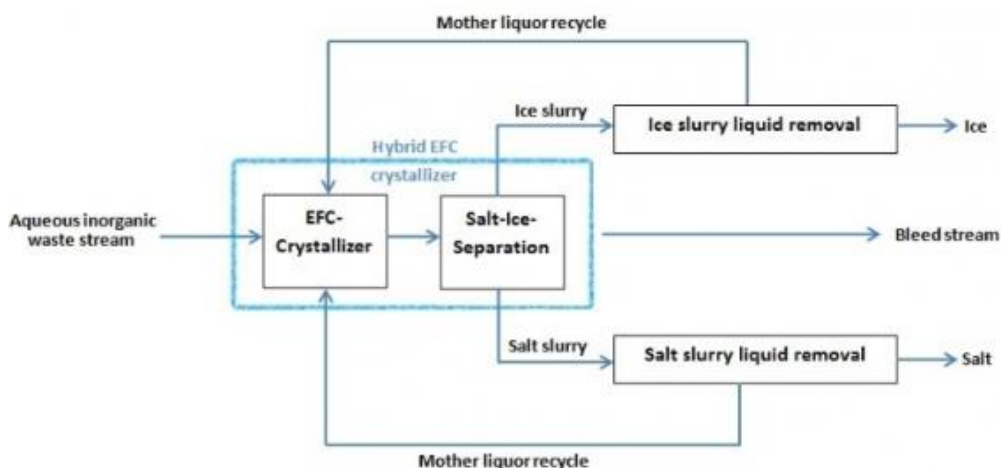 Mother liquor recycle
Ice slurry
Ice slurry liquid removal
Ice
Hybrid EFC
crystallizer
Aqueous inorganic
waste stream
EFC-
Crystallizer
Salt-Ice-
Separation
Bleed stream
Salt slurry
Salt slurry liquid removal
Salt
Mother liquor recycle